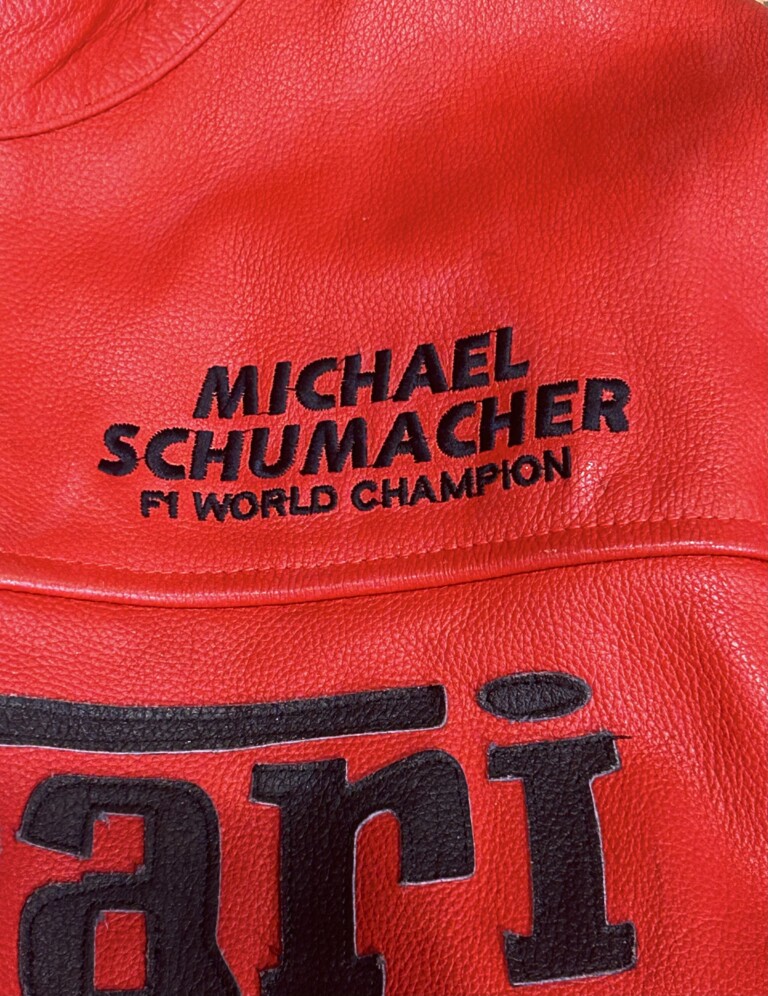 MICHAEL
SCHUMACHER
F1 WORLD CHAMPION
ari